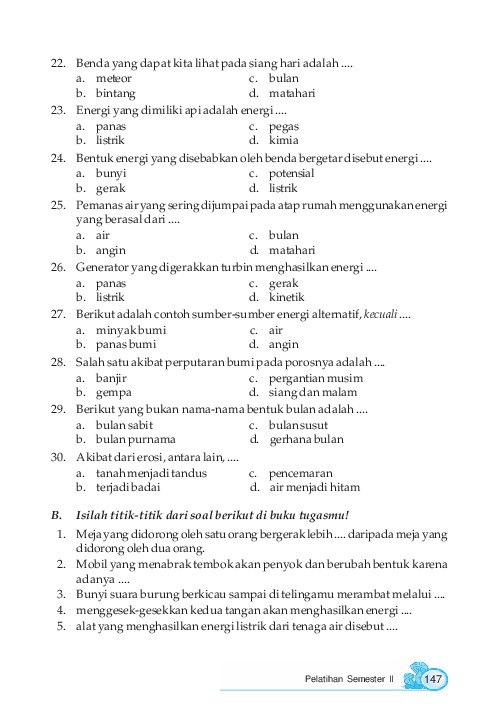 22. Benda yang dapat kita lihat pada siang hari adalah ....
a. meteor c. bulan
b. bintang d. matahari
23. Energi yang dimiliki api adalah energi ....
a. panas c. pegas
b. listrik d. kimia
24. Bentuk energi yang disebabkan oleh benda bergetar disebut energi ....
a. bunyi c. potensial
b. gerak d. listrik
25. Pemanas air yang sering dijumpai pada atap rumah menggunakan energi
yang berasal dari ....
a. air c. bulan
b. angin d. matahari
26. Generator yang digerakkan turbin menghasilkan energi ....
a. panas c. gerak
b. listrik d. kinetik
27. Berikut adalah contoh sumber-sumber energi alternatif, kecuali ....
a. minyak bumi c. air
b. panas bumi d. angin
28. Salah satu akibat perputaran bumi pada porosnya adalah ....
a. banjir c. pergantian musim
b. gempa d. siang dan malam
29. Berikut yang bukan nama-nama bentuk bulan adalah ....
a. bulan sabit c. bulan susut
b. bulan purnama d. gerhana bulan
30. Akibat dari erosi, antara lain, ....
a. tanah menjadi tandus c. pencemaran
b. terjadi badai d. air menjadi hitam
B. Isilah titik-titik dari soal berikut di buku tugasmu!
1. Meja yang didorong oleh satu orang bergerak lebih .... daripada meja yang
didorong oleh dua orang.
2. Mobil yang menabrak tembok akan penyok dan berubah bentuk karena
adanya ....
3. Bunyi suara burung berkicau sampai di telingamu merambat melalui ....
4. menggesek-gesekkan kedua tangan akan menghasilkan energi ....
5. alat yang menghasilkan energi listrik dari tenaga air disebut ....
Pelatihan Semester II 147